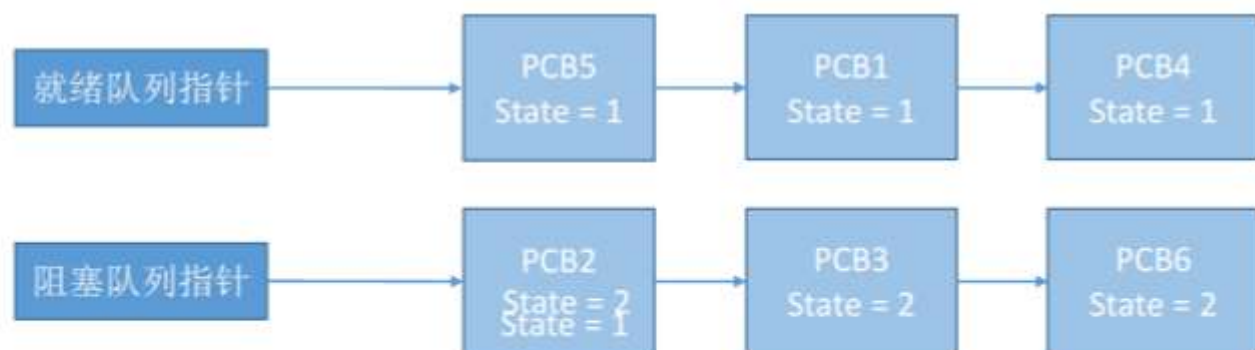 就绪队列指针
PCB5
State = 1
PCB1
State = 1
PCB4
State = 1
阻塞队列指针
PCB2
State = 2
State = 1
PCB3
State = 2
PCB6
State = 2